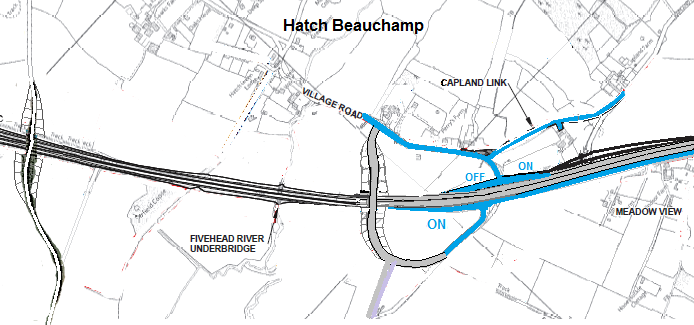 Hatch Beauchamp
CAPLAND LINK
VILLAGE ROAD
ON
OFF
ON
MEADOW VIEW
FIVEHEAD RIVER
UNDERBRIDGE